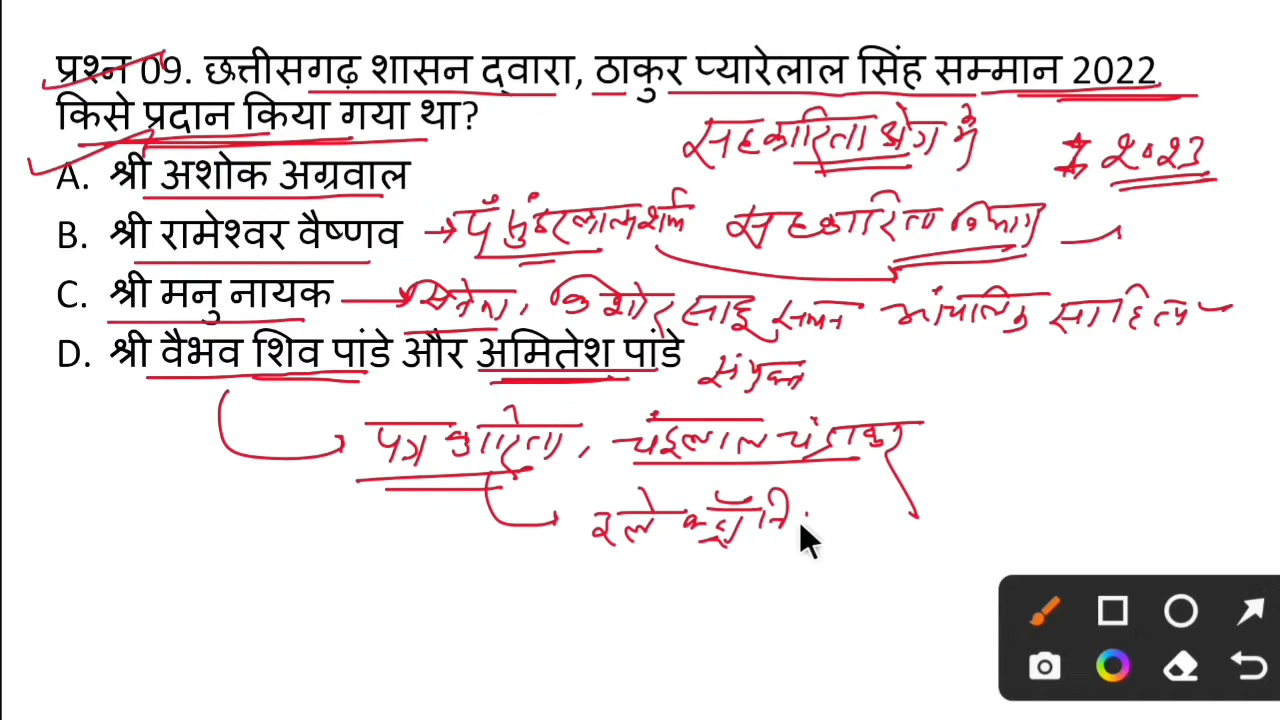 प्रश्न 09. छत्तीसगढ़ शासन द्वारा, ठाकुर प्यारेलाल सिंह सम्मान 2022
किसे प्रदान किया गया था?
सहकारिता क्षेत्र में
2023
A. श्री अशोक अग्रवाल
B. श्री रामेश्वर वैष्णव
पं सुंदरलाल शर्मा
C. श्री मनु नायक
किशोर साहू सम्मान आंचलिक साहित्य
D. श्री वैभव शिव पांडे और अमितेश पांडे
पत्रकारिता, चंदूलाल चंद्राकर